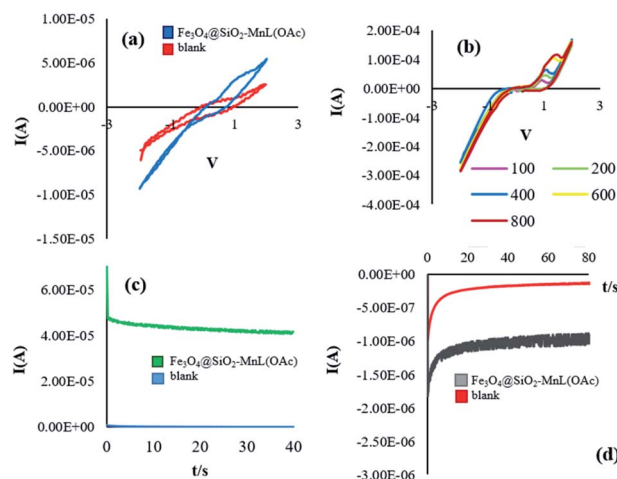 1.00E-05
5.00E-06
0.00E+00
-5.00E-06
-1.00E-05
-1.50E-05
I(A)
(a)
Fe₃O₄@SiO₂-MnL(OAc)
blank
-3 -1 1 3
V
2.00E-04
1.00E-04
0.00E+00
-1.00E-04
-2.00E-04
-3.00E-04
-4.00E-04
I(A)
(b)
-3 -1 1 3
V
100 200
400 600
800
8.00E-05
6.00E-05
4.00E-05
2.00E-05
0.00E+00
I(A)
(c)
Fe₃O₄@SiO₂-MnL(OAc)
blank
0 20 40
t/s
0 20 40 60 80
t/s
0.00E+00
-5.00E-07
-1.00E-06
-1.50E-06
-2.00E-06
-2.50E-06
-3.00E-06
I(A)
Fe₃O₄@SiO₂-MnL(OAc)
blank
(d)